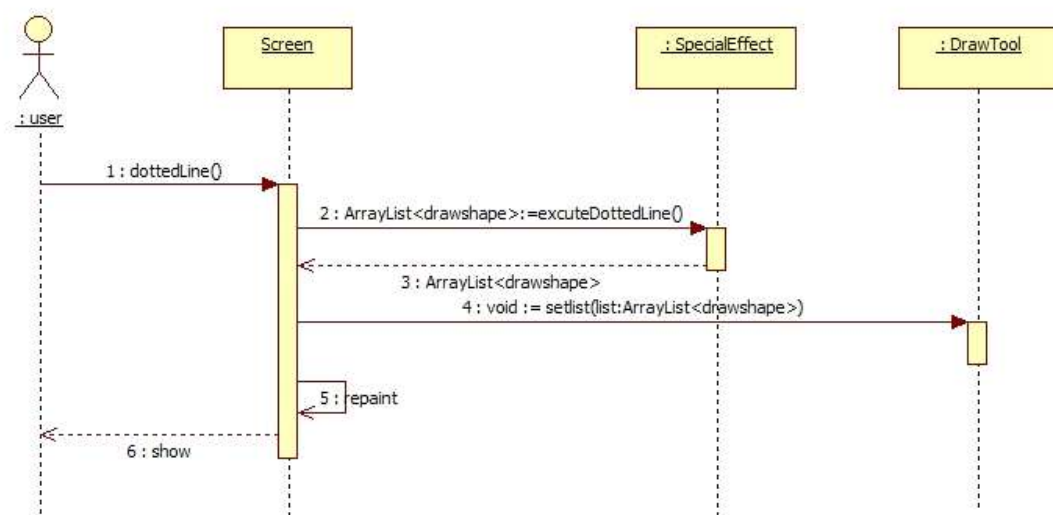 Screen
: SpecialEffect
: DrawTool
: user
1 : dottedLine()
2 : ArrayList<drawshape>:=excuteDottedLine()
3 : ArrayList<drawshape>
4 : void := setlist(list:ArrayList<drawshape>)
5 : repaint
6 : show